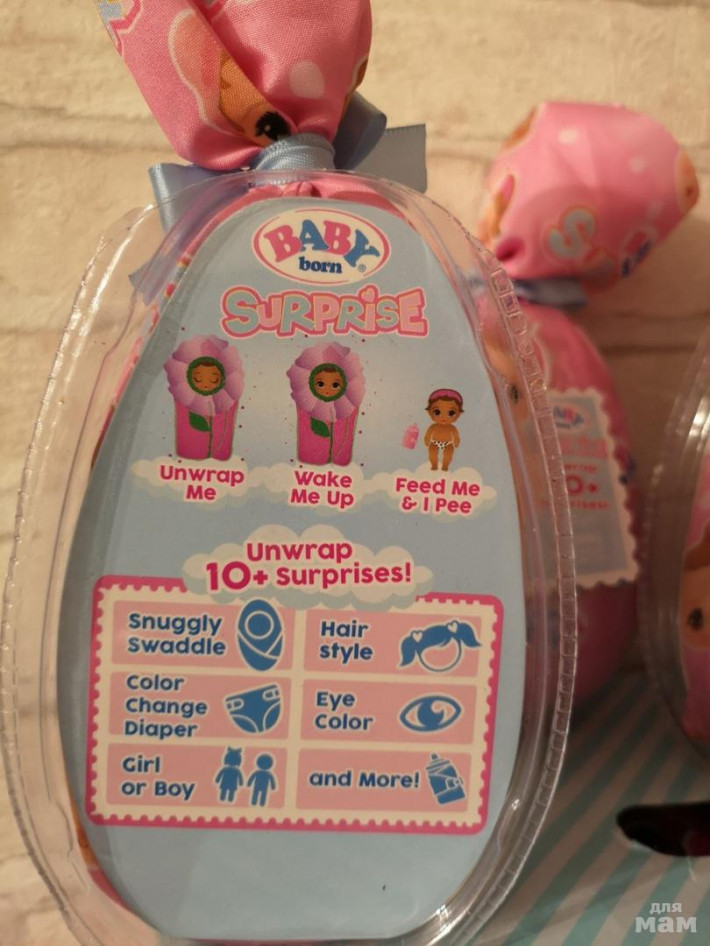 BABY
born®
SURPRISE
Unwrap
Me
Wake
Me Up
Feed Me
& I Pee
Unwrap
10+ Surprises!
Snuggly
Swaddle
Hair
style
Color
Change
Diaper
Eye
Color
Girl
or Boy
and More!
BABY
для
мам